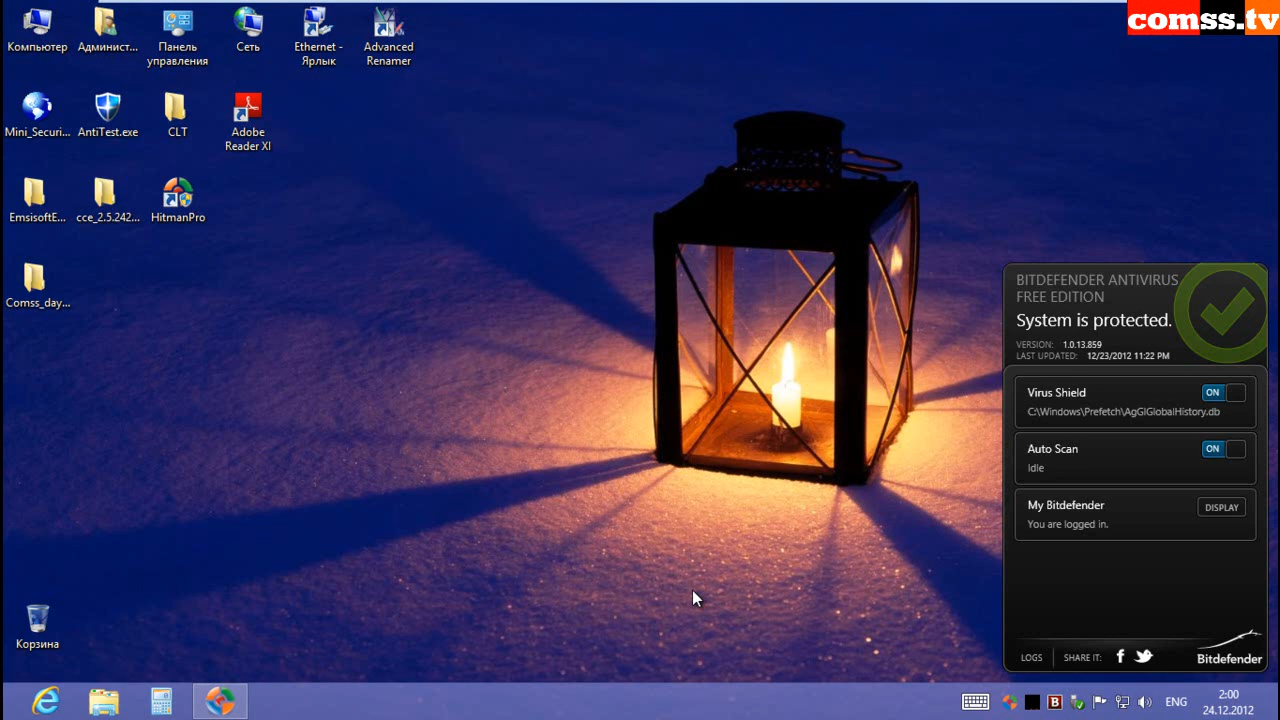 comss.tv
Компьютер
Админист...
Панель
управления
Сеть
Ethernet -
Ярлык
Advanced
Renamer
Mini_Securi...
AntiTest.exe
CLT
Adobe
Reader XI
EmsisoftE...
cce_2.5.242...
HitmanPro
Comss_day...
Корзина
BITDEFENDER ANTIVIRUS
FREE EDITION
System is protected.
VERSION: 1.0.13.859
LAST UPDATED: 12/23/2012 11:22 PM
Virus Shield
ON
C:\Windows\Prefetch\AgGlGlobalHistory.db
Auto Scan
ON
Idle
My Bitdefender
DISPLAY
You are logged in.
LOGS
SHARE IT:
Bitdefender
ENG
2:00
24.12.2012